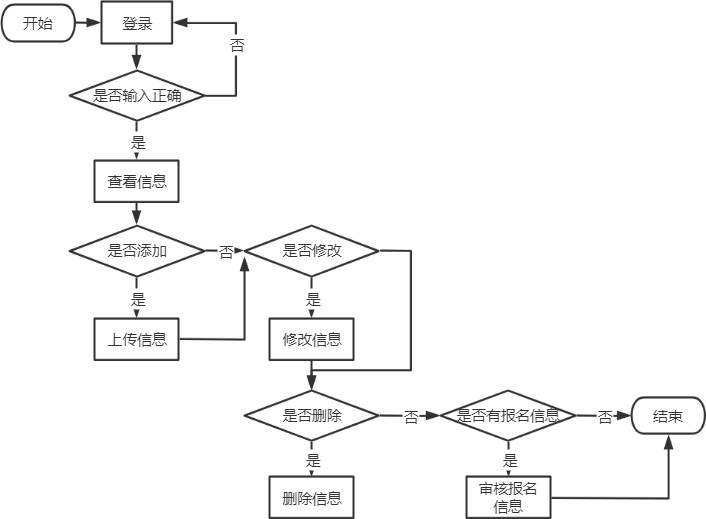 开始
登录
否
是否输入正确
是
查看信息
是否添加
否
是否修改
是
是
上传信息
修改信息
是否删除
否
是否有报名信息
否
结束
是
是
删除信息
审核报名
信息